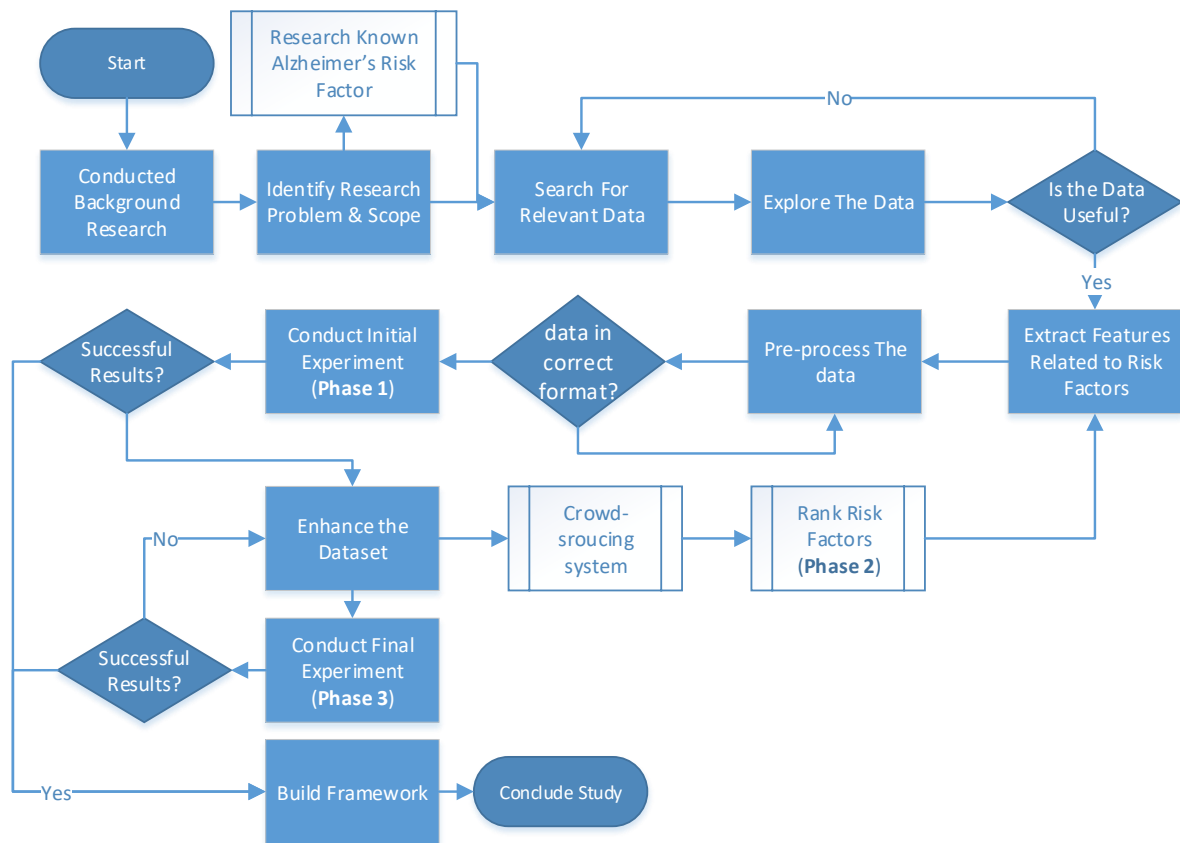 Start
Research Known
Alzheimer's Risk
Factor
No
Conducted
Background
Research
Identify Research
Problem & Scope
Search For
Relevant Data
Explore The Data
Is the Data
Useful?
Yes
Successful
Results?
Conduct Initial
Experiment
(Phase 1)
data in
correct
format?
Pre-process The
data
Extract Features
Related to Risk
Factors
No
Enhance the
Dataset
Crowd-
sroucing
system
Rank Risk
Factors
(Phase 2)
Successful
Results?
Conduct Final
Experiment
(Phase 3)
Yes
Build Framework
Conclude Study